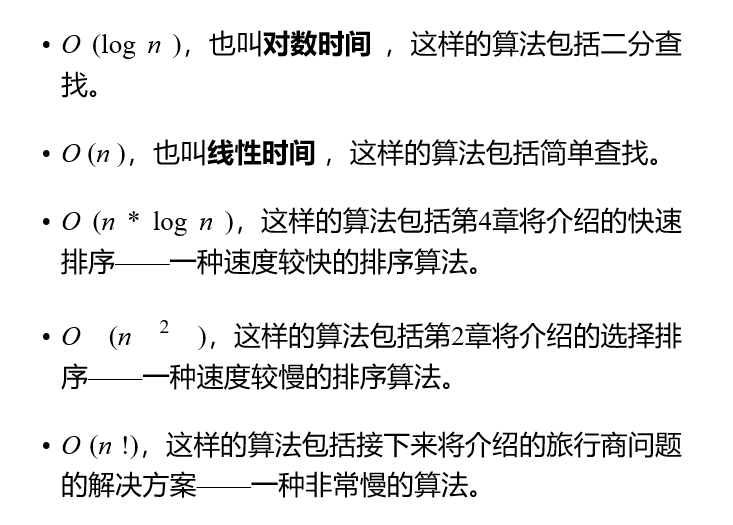 • O (log n )，也叫对数时间 ，这样的算法包括二分查
找。
• O (n )，也叫线性时间 ，这样的算法包括简单查找。
• O (n * log n )，这样的算法包括第4章将介绍的快速
排序——一种速度较快的排序算法。
• O (n ² )，这样的算法包括第2章将介绍的选择排
序——一种速度较慢的排序算法。
• O (n !)，这样的算法包括接下来将介绍的旅行商问题
的解决方案——一种非常慢的算法。